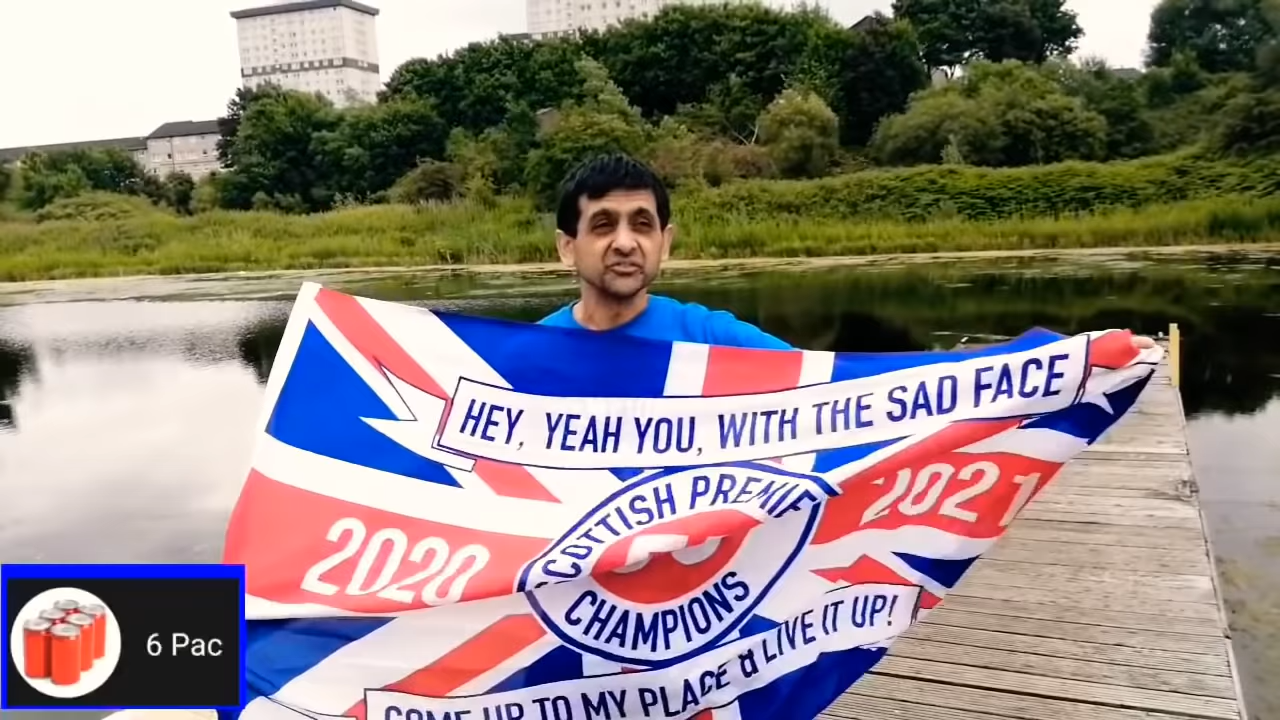 HEY, YEAH YOU, WITH THE SAD FACE
SCOTTISH PREMIE
2020
2021
55
CHAMPIONS
COME UP TO MY PLACE & LIVE IT UP!
6 Pac